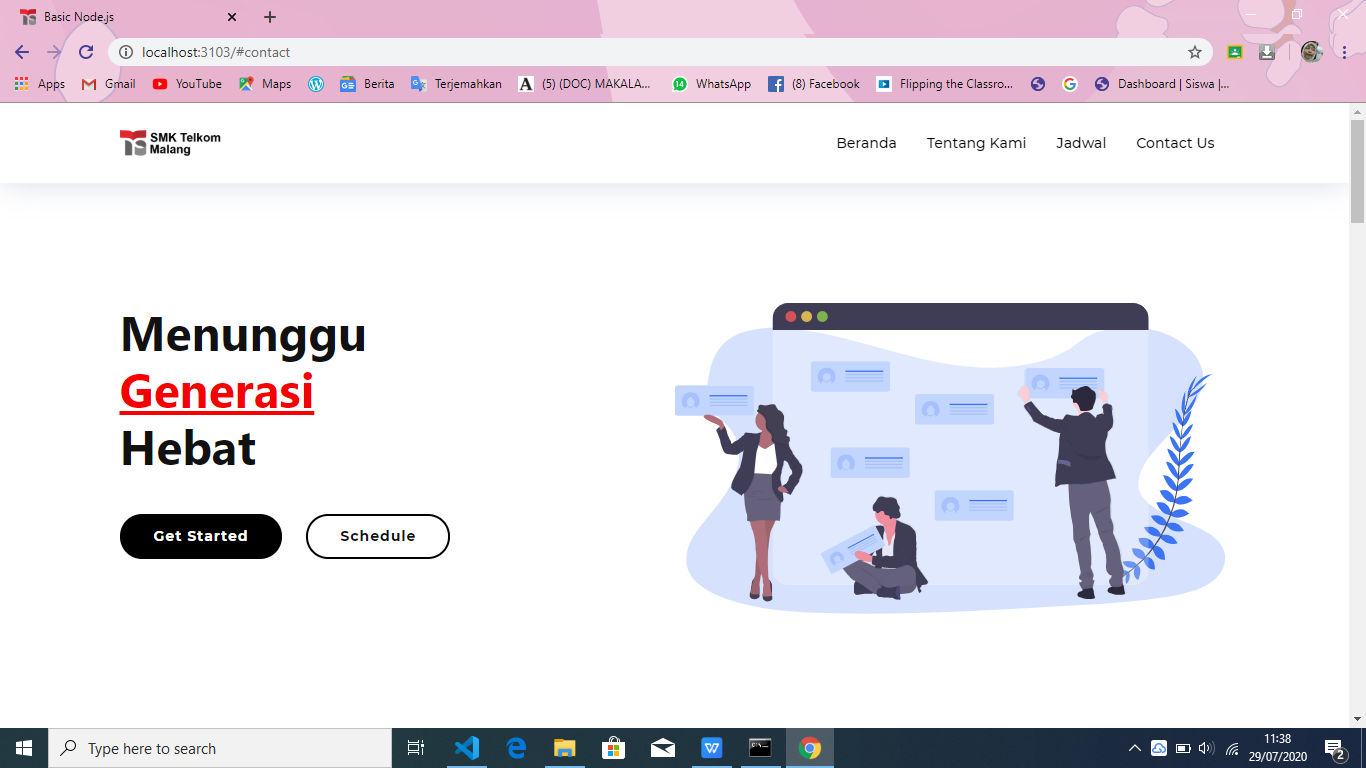 Basic Node.js
localhost:3103/#contact
Apps Gmail YouTube Maps Berita Terjemahkan (5) (DOC) MAKALA... WhatsApp (8) Facebook Flipping the Classro... Dashboard | Siswa |...
SMK Telkom
Malang
Beranda Tentang Kami Jadwal Contact Us
Menunggu
Generasi
Hebat
Get Started Schedule
Type here to search
11:38
29/07/2020
2